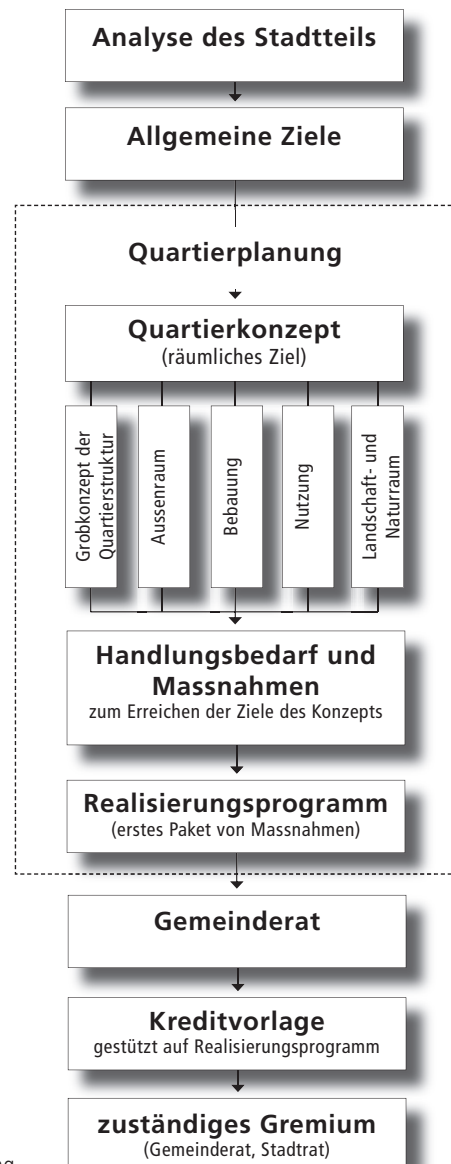 Analyse des Stadtteils
Allgemeine Ziele
Quartierplanung
Quartierkonzept
(räumliches Ziel)
Grobkonzept der
Quartierstruktur
Aussenraum
Bebauung
Nutzung
Landschaft- und
Naturraum
Handlungsbedarf und
Massnahmen
zum Erreichen der Ziele des Konzepts
Realisierungsprogramm
(erstes Paket von Massnahmen)
Gemeinderat
Kreditvorlage
gestützt auf Realisierungsprogramm
zuständiges Gremium
(Gemeinderat, Stadtrat)